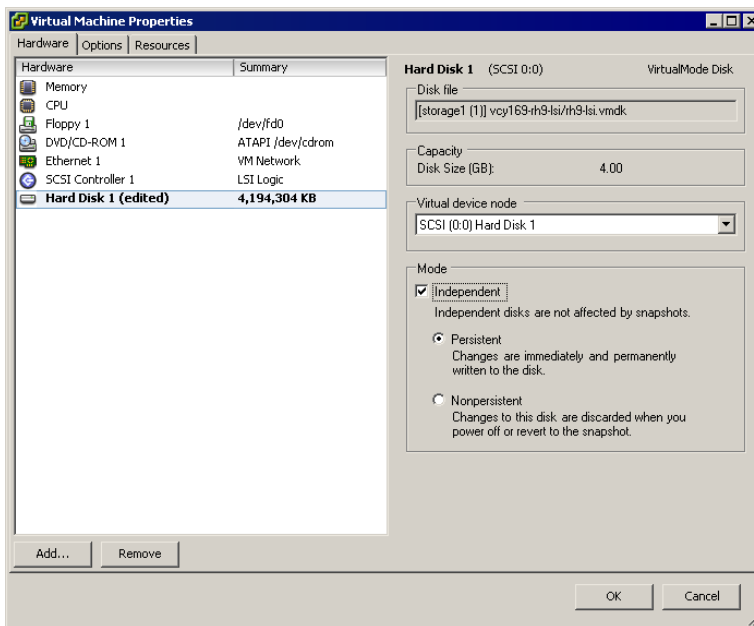 Virtual Machine Properties
Hardware Options Resources
Hardware Summary
Memory
CPU
Floppy 1 /dev/fd0
DVD/CD-ROM 1 ATAPI /dev/cdrom
Ethernet 1 VM Network
SCSI Controller 1 LSI Logic
Hard Disk 1 (edited) 4,194,304 KB
Add... Remove
Hard Disk 1 (SCSI 0:0) VirtualMode Disk
Disk file
[storage1 (1)] vcy169-rh9-lsi/rh9-lsi.vmdk
Capacity
Disk Size (GB): 4.00
Virtual device node
SCSI (0:0) Hard Disk 1
Mode
Independent
Independent disks are not affected by snapshots.
Persistent
Changes are immediately and permanently
written to the disk.
Nonpersistent
Changes to this disk are discarded when you
power off or revert to the snapshot.
OK Cancel